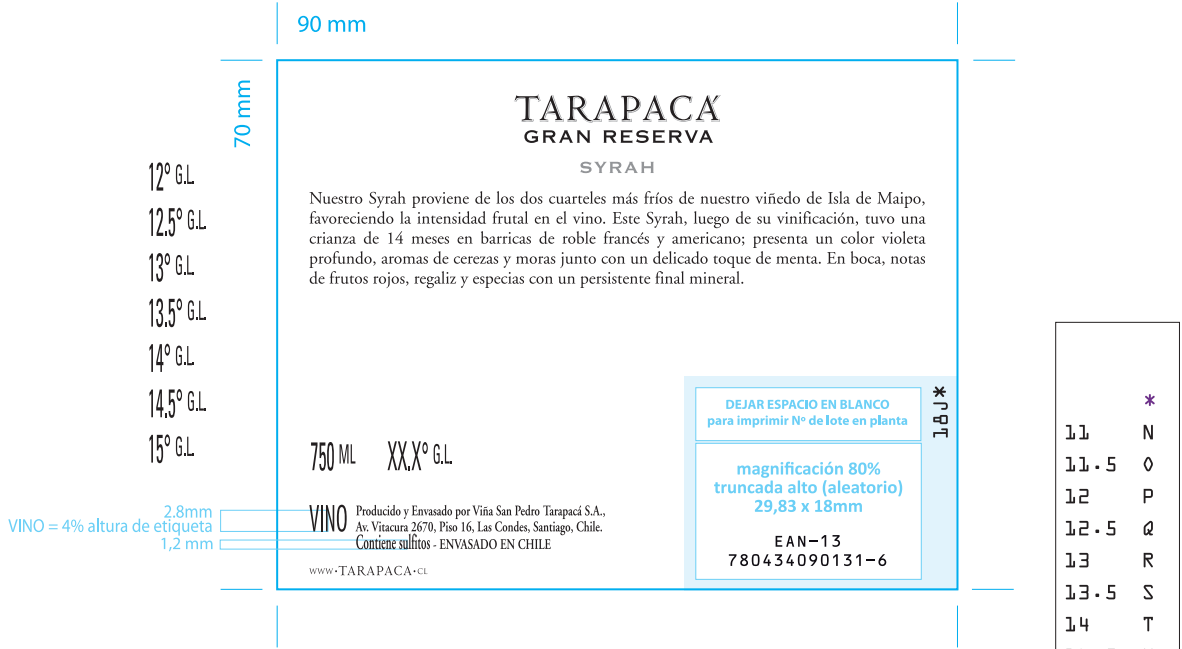 90 mm
70 mm
TARAPACÁ
GRAN RESERVA
SYRAH
Nuestro Syrah proviene de los dos cuarteles más fríos de nuestro viñedo de Isla de Maipo,
favoreciendo la intensidad frutal en el vino. Este Syrah, luego de su vinificación, tuvo una
crianza de 14 meses en barricas de roble francés y americano; presenta un color violeta
profundo, aromas de cerezas y moras junto con un delicado toque de menta. En boca, notas
de frutos rojos, regaliz y especias con un persistente final mineral.
12° G.L.
12.5° G.L.
13° G.L.
13.5° G.L.
14° G.L.
14.5° G.L.
15° G.L.
750 ML XX.X° G.L.
2.8mm
VINO = 4% altura de etiqueta
1,2 mm
VINO
Producido y Envasado por Viña San Pedro Tarapacá S.A.,
Av. Vitacura 2670, Piso 16, Las Condes, Santiago, Chile.
Contiene sulfitos - ENVASADO EN CHILE
WWW•TARAPACA•CL
DEJAR ESPACIO EN BLANCO
para imprimir Nº de lote en planta
18J*
magnificación 80%
truncada alto (aleatorio)
29,83 x 18mm
EAN-13
780434090131-6
*
11 N
11.5 O
12 P
12.5 Q
13 R
13.5 S
14 T